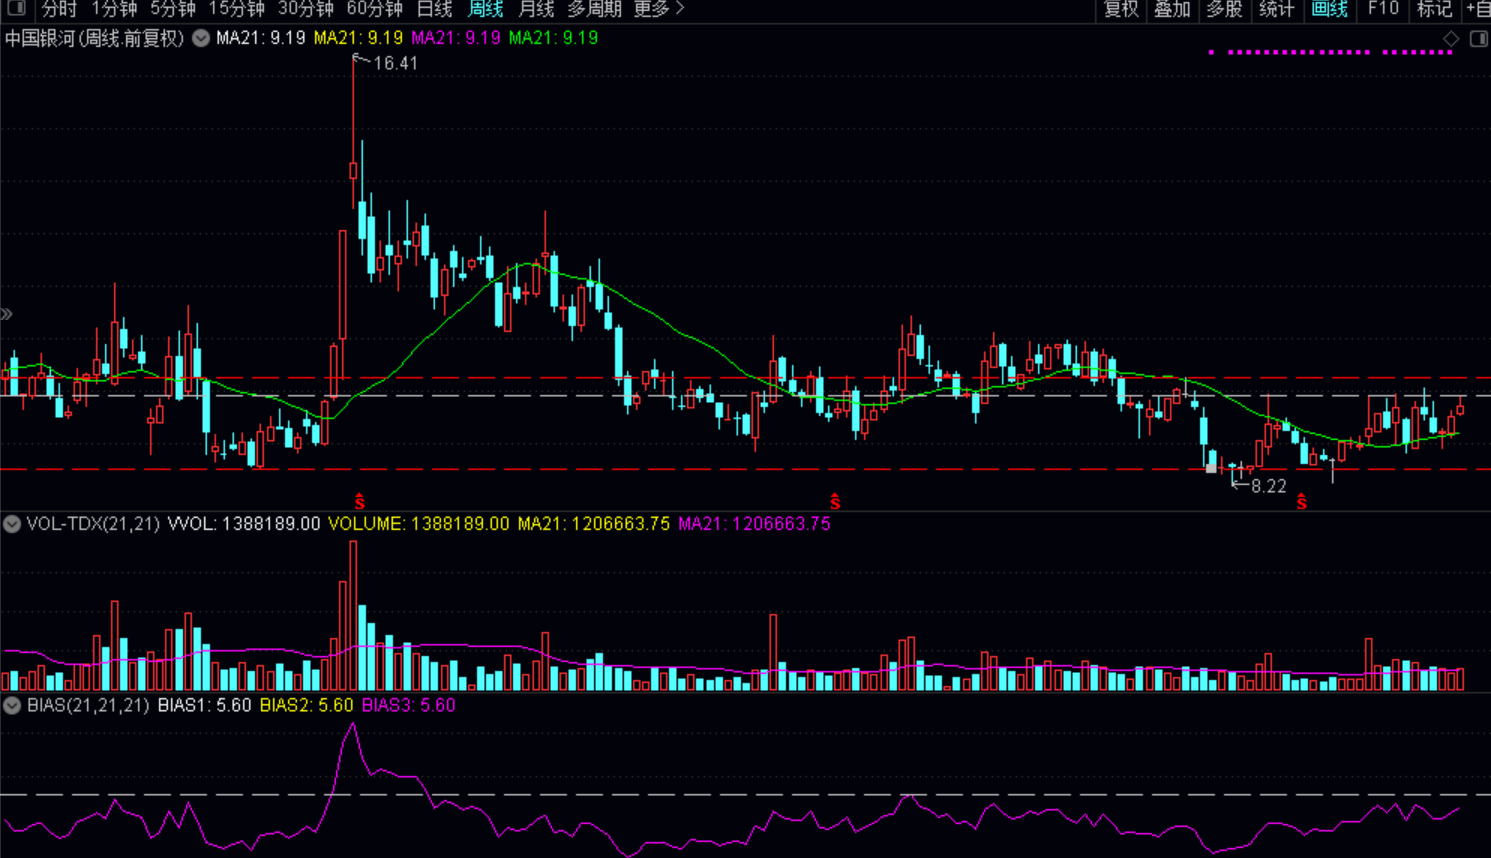 分时 1分钟 5分钟 15分钟 30分钟 60分钟 日线 周线 月线 多周期 更多 复权 叠加 多股 统计 画线 F10 标记 +自
中国银河(周线.前复权) MA21: 9.19 MA21: 9.19 MA21: 9.19 MA21: 9.19
16.41
8.22
S S S
VOL-TDX(21,21) VVOL: 1388189.00 VOLUME: 1388189.00 MA21: 1206663.75 MA21: 1206663.75
BIAS(21,21,21) BIAS1: 5.60 BIAS2: 5.60 BIAS3: 5.60